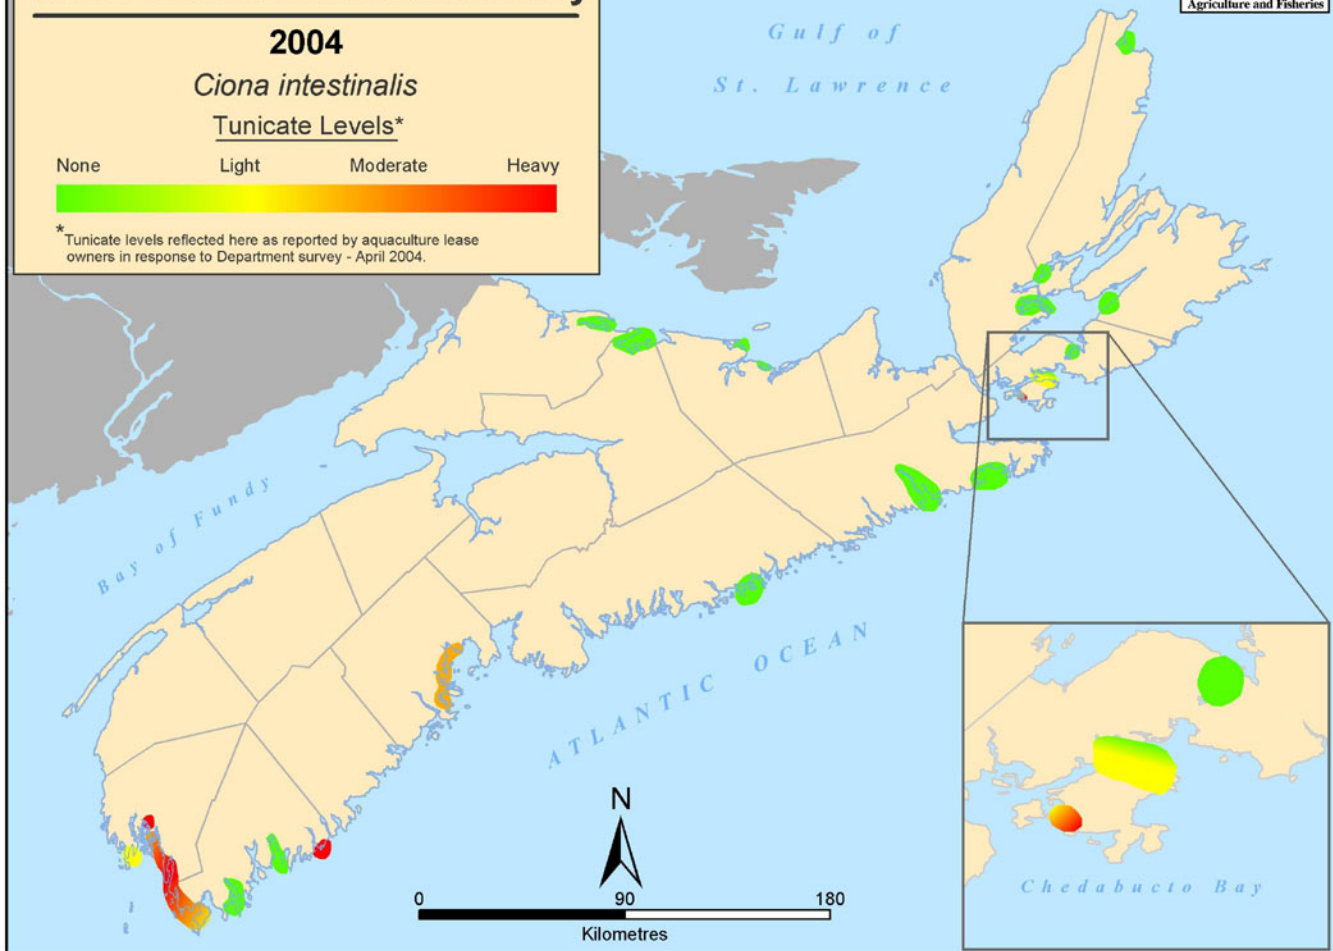 Agriculture and Fisheries
2004
Ciona intestinalis
Tunicate Levels*
None Light Moderate Heavy
*Tunicate levels reflected here as reported by aquaculture lease
owners in response to Department survey - April 2004.
Gulf of
St. Lawrence
Bay of Fundy
ATLANTIC OCEAN
N
0 90 180
Kilometres
Chedabucto Bay